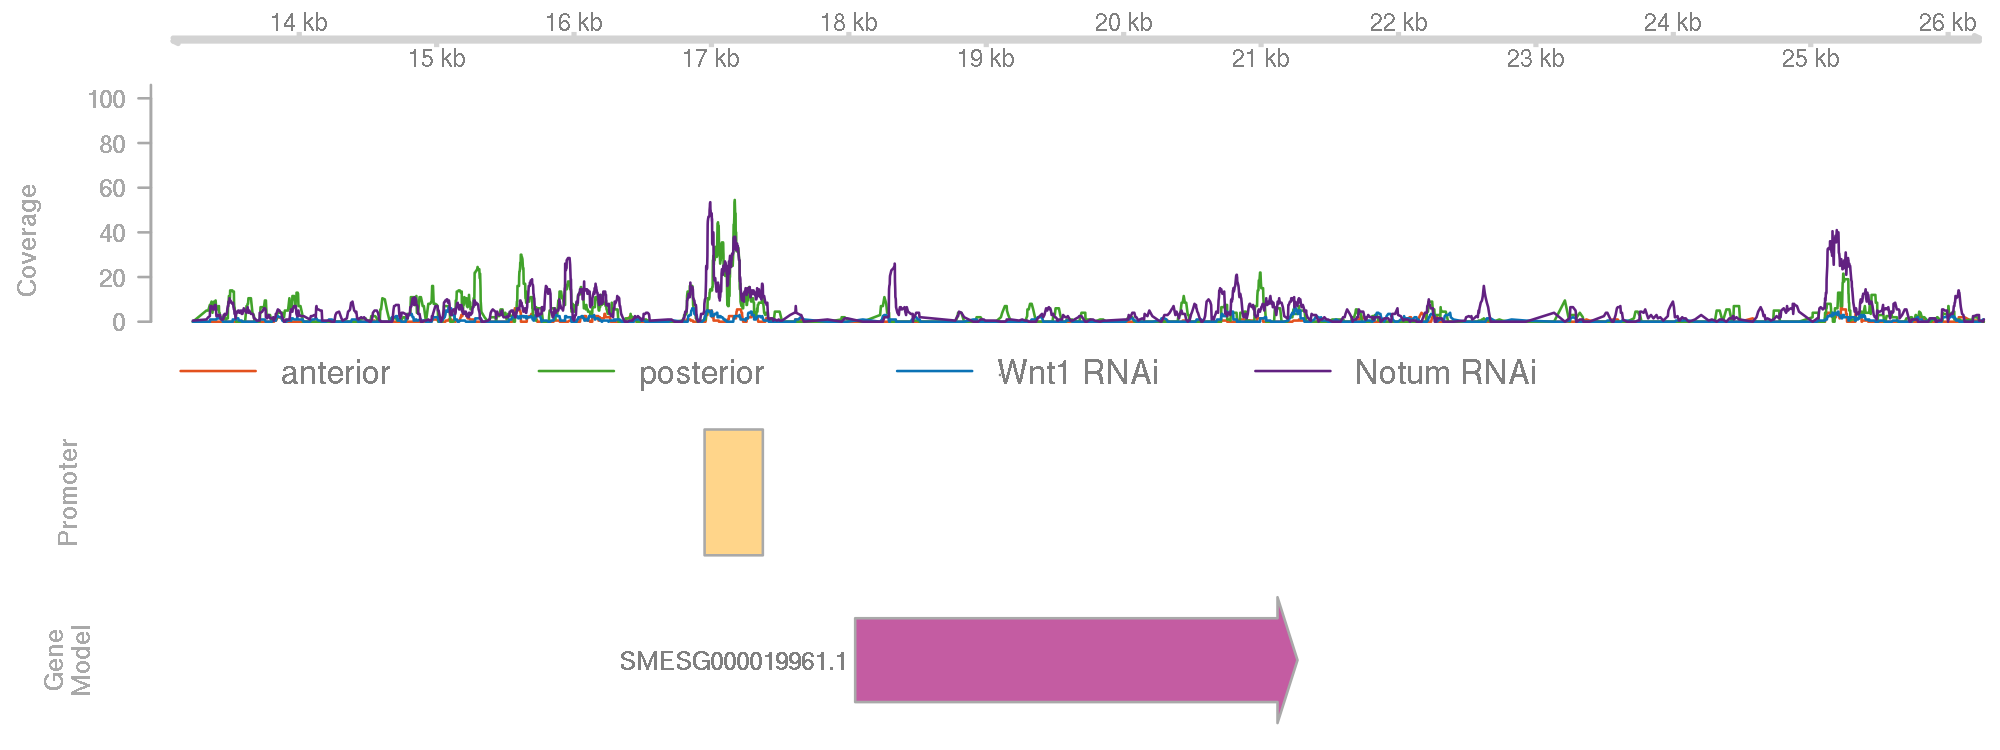 14 kb 16 kb 18 kb 20 kb 22 kb 24 kb 26 kb
15 kb 17 kb 19 kb 21 kb 23 kb 25 kb
Coverage
100
80
60
40
20
0
anterior posterior Wnt1 RNAi Notum RNAi
Promoter
Gene
Model
SMESG000019961.1